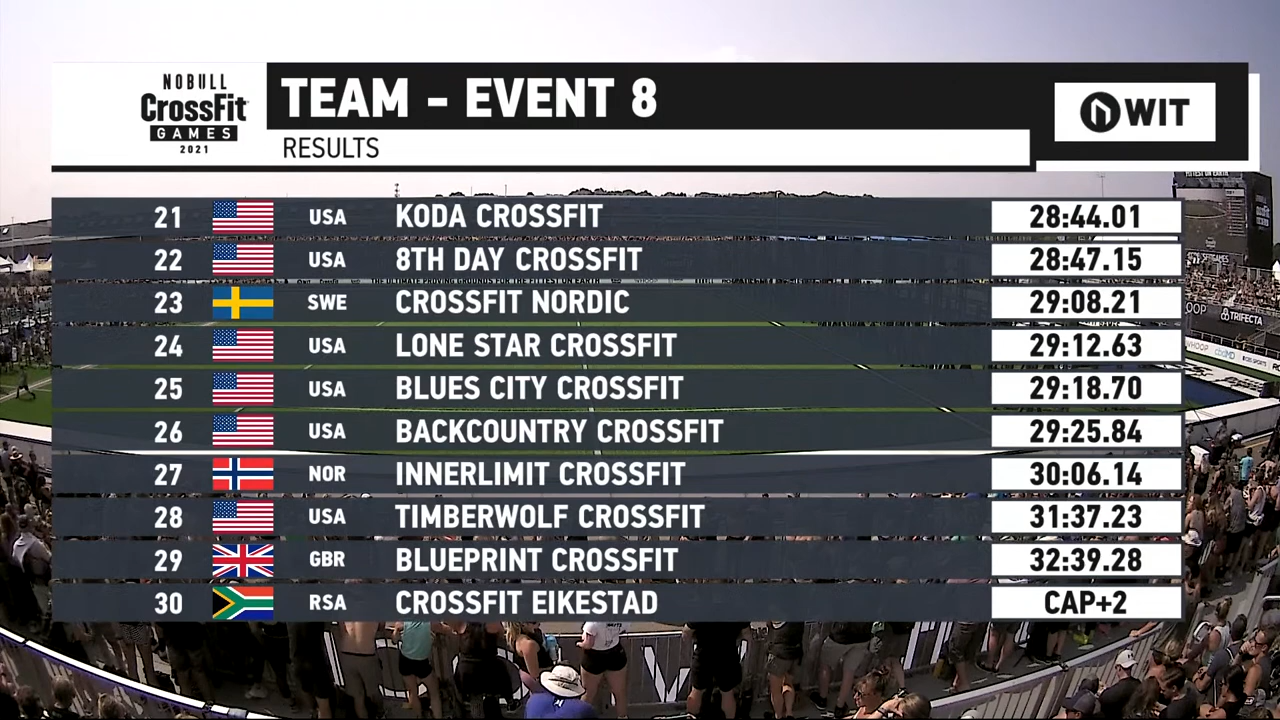 NOBULL
CrossFit
GAMES
2021
TEAM - EVENT 8
RESULTS
WIT
21 USA KODA CROSSFIT 28:44.01
22 USA 8TH DAY CROSSFIT 28:47.15
23 SWE CROSSFIT NORDIC 29:08.21
24 USA LONE STAR CROSSFIT 29:12.63
25 USA BLUES CITY CROSSFIT 29:18.70
26 USA BACKCOUNTRY CROSSFIT 29:25.84
27 NOR INNERLIMIT CROSSFIT 30:06.14
28 USA TIMBERWOLF CROSSFIT 31:37.23
29 GBR BLUEPRINT CROSSFIT 32:39.28
30 RSA CROSSFIT EIKESTAD CAP+2
TRIFECTA
WHOOP